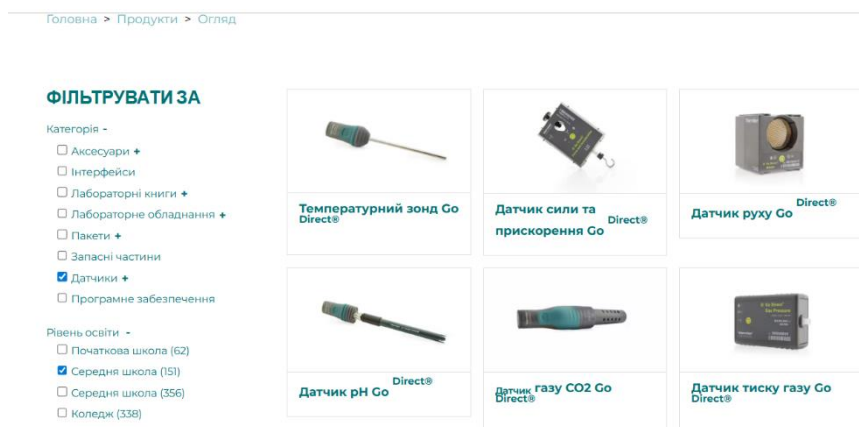 Головна > Продукти > Огляд
ФІЛЬТРУВАТИ ЗА
Категорія -
Аксесуари +
Інтерфейси
Лабораторні книги +
Лабораторне обладнання +
Пакети +
Запасні частини
Датчики +
Програмне забезпечення
Рівень освіти -
Початкова школа (62)
Середня школа (151)
Середня школа (356)
Коледж (338)
Температурний зонд Go
Direct®
Датчик сили та
прискорення Go Direct®
Датчик руху Go Direct®
Датчик pH Go Direct®
Датчик газу CO2 Go
Direct®
Датчик тиску газу Go
Direct®